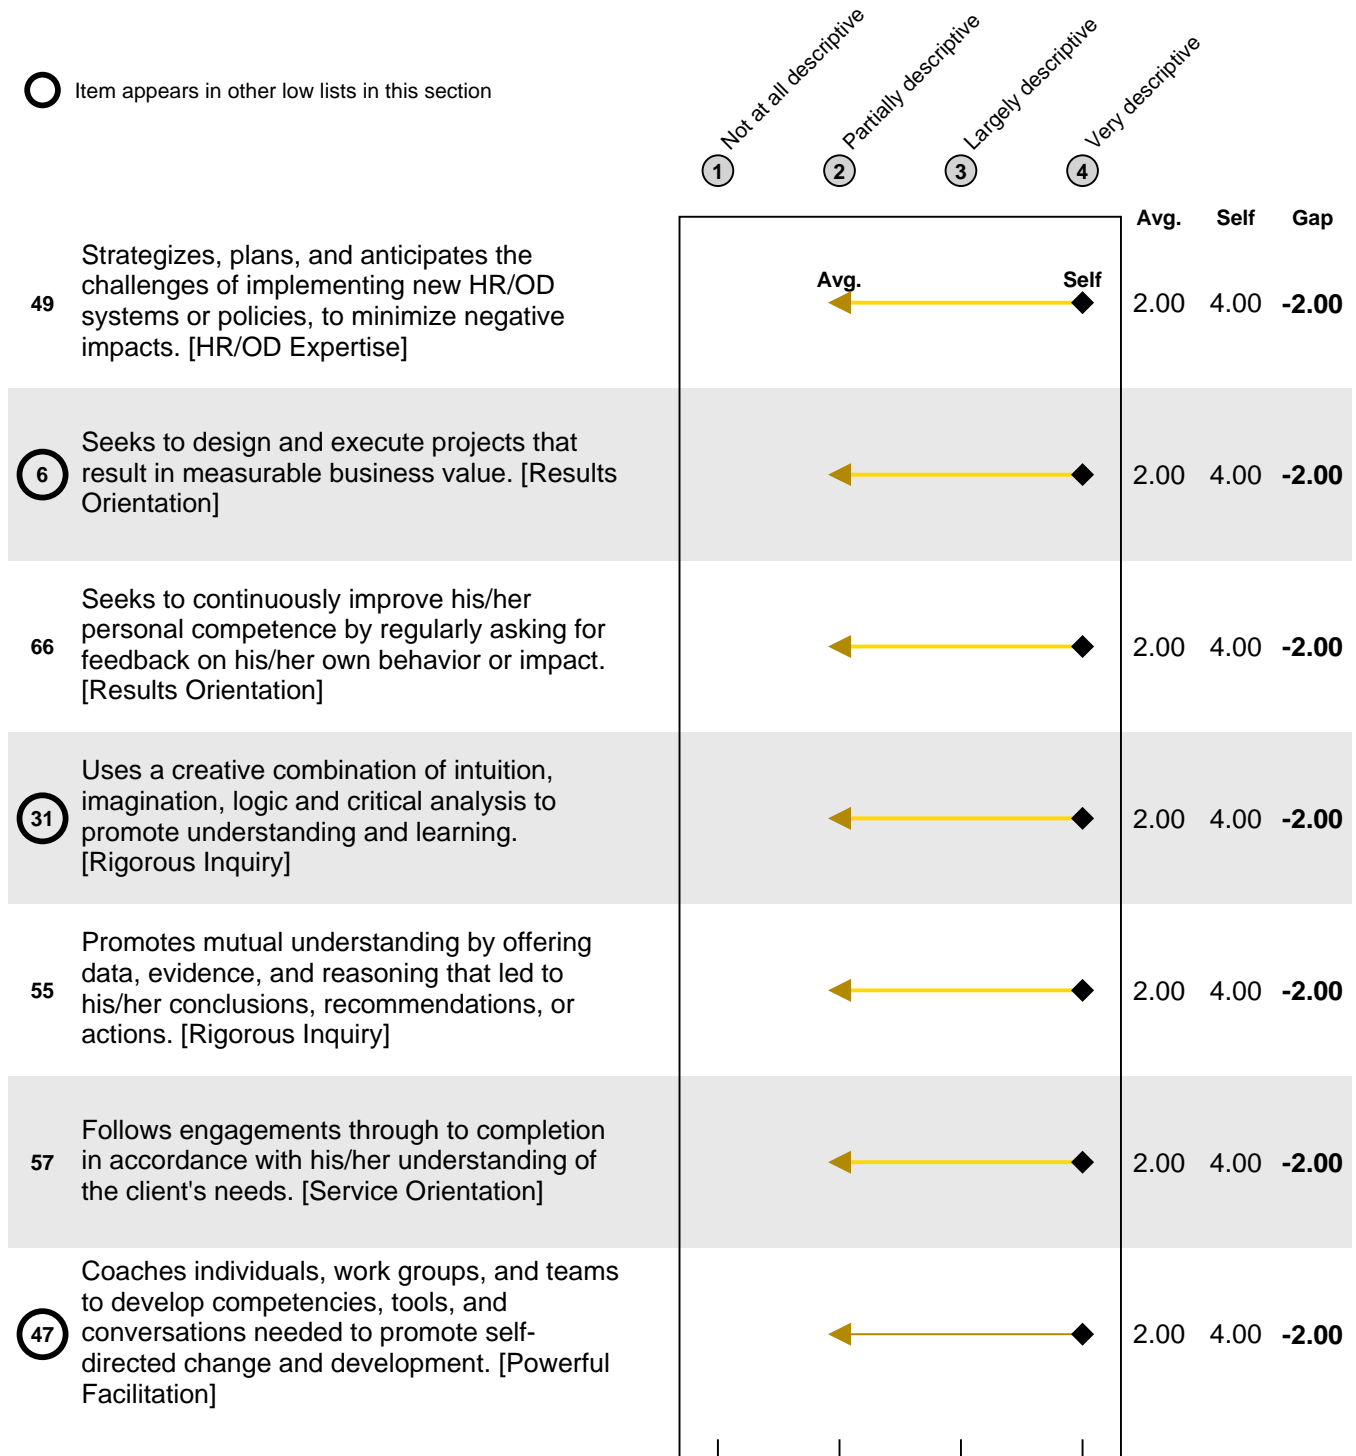 Item appears in other low lists in this section
Not at all descriptive
Partially descriptive
Largely descriptive
Very descriptive
1 2 3 4
Avg. Self Gap
49
Strategizes, plans, and anticipates the
challenges of implementing new HR/OD
systems or policies, to minimize negative
impacts. [HR/OD Expertise]
Avg. Self
2.00 4.00 -2.00
6
Seeks to design and execute projects that
result in measurable business value. [Results
Orientation]
2.00 4.00 -2.00
66
Seeks to continuously improve his/her
personal competence by regularly asking for
feedback on his/her own behavior or impact.
[Results Orientation]
2.00 4.00 -2.00
31
Uses a creative combination of intuition,
imagination, logic and critical analysis to
promote understanding and learning.
[Rigorous Inquiry]
2.00 4.00 -2.00
55
Promotes mutual understanding by offering
data, evidence, and reasoning that led to
his/her conclusions, recommendations, or
actions. [Rigorous Inquiry]
2.00 4.00 -2.00
57
Follows engagements through to completion
in accordance with his/her understanding of
the client's needs. [Service Orientation]
2.00 4.00 -2.00
47
Coaches individuals, work groups, and teams
to develop competencies, tools, and
conversations needed to promote self-
directed change and development. [Powerful
Facilitation]
2.00 4.00 -2.00